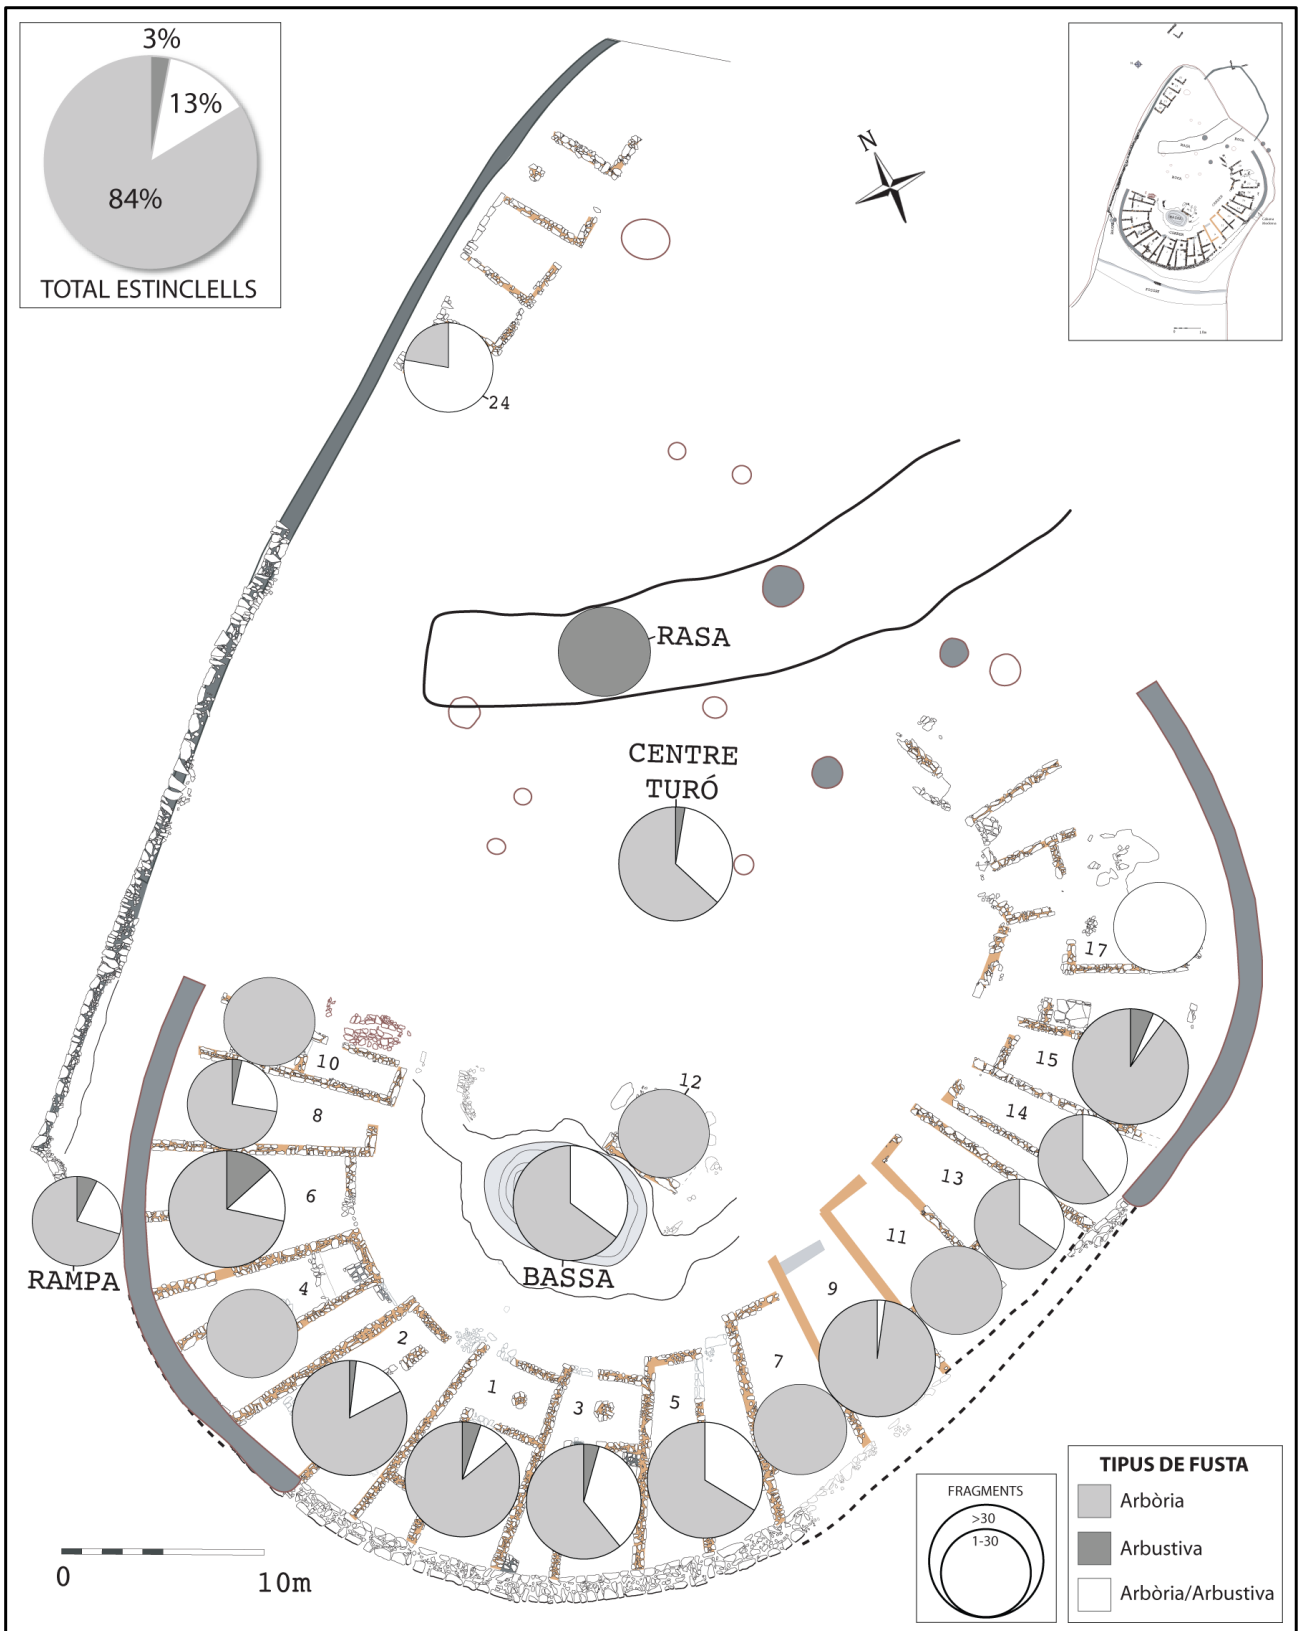 3%
13%
84%
TOTAL ESTINCLELLS
N
24
RASA
CENTRE
TURÓ
17
10
12
15
8
14
6
13
RAMPA
BASSA
11
4
9
2
7
1
3
5
0 10m
FRAGMENTS
>30
1-30
TIPUS DE FUSTA
Arbòria
Arbustiva
Arbòria/Arbustiva